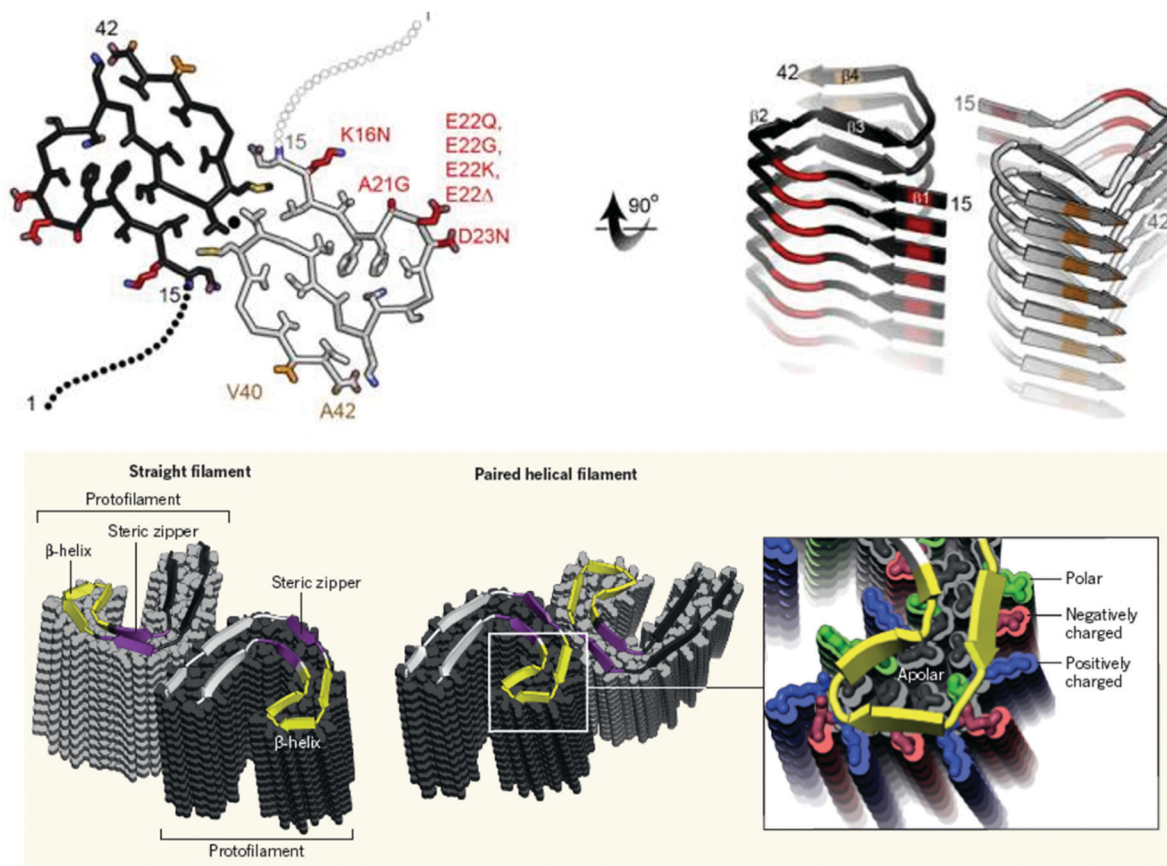 42
1
15
K16N
E22Q,
E22G,
E22K,
E22Δ
A21G
D23N
15
1
V40
A42
90°
42
β4
β2
β3
15
β1
15
42
Straight filament
Protofilament
Steric zipper
β-helix
Steric zipper
β-helix
Protofilament
Paired helical filament
Polar
Negatively
charged
Positively
charged
Apolar